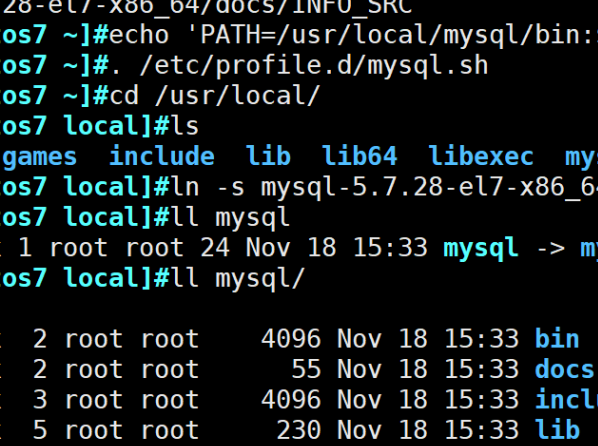 28-el7-x86_64/docs/INFO_SRC
os7 ~]#echo 'PATH=/usr/local/mysql/bin:
os7 ~]#. /etc/profile.d/mysql.sh
os7 ~]#cd /usr/local/
os7 local]#ls
games include lib lib64 libexec mys
os7 local]#ln -s mysql-5.7.28-el7-x86_64
os7 local]#ll mysql
1 root root 24 Nov 18 15:33 mysql -> my
os7 local]#ll mysql/
2 root root 4096 Nov 18 15:33 bin
2 root root 55 Nov 18 15:33 docs
3 root root 4096 Nov 18 15:33 inclu
5 root root 230 Nov 18 15:33 lib